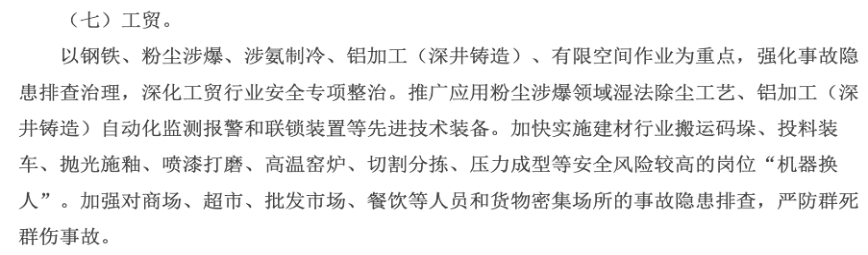 （七）工贸。
以钢铁、粉尘涉爆、涉氨制冷、铝加工（深井铸造）、有限空间作业为重点，强化事故隐
患排查治理，深化工贸行业安全专项整治。推广应用粉尘涉爆领域湿法除尘工艺、铝加工（深
井铸造）自动化监测报警和联锁装置等先进技术装备。加快实施建材行业搬运码垛、投料装
车、抛光施釉、喷漆打磨、高温窑炉、切割分拣、压力成型等安全风险较高的岗位“机器换
人”。加强对商场、超市、批发市场、餐饮等人员和货物密集场所的事故隐患排查，严防群死
群伤事故。